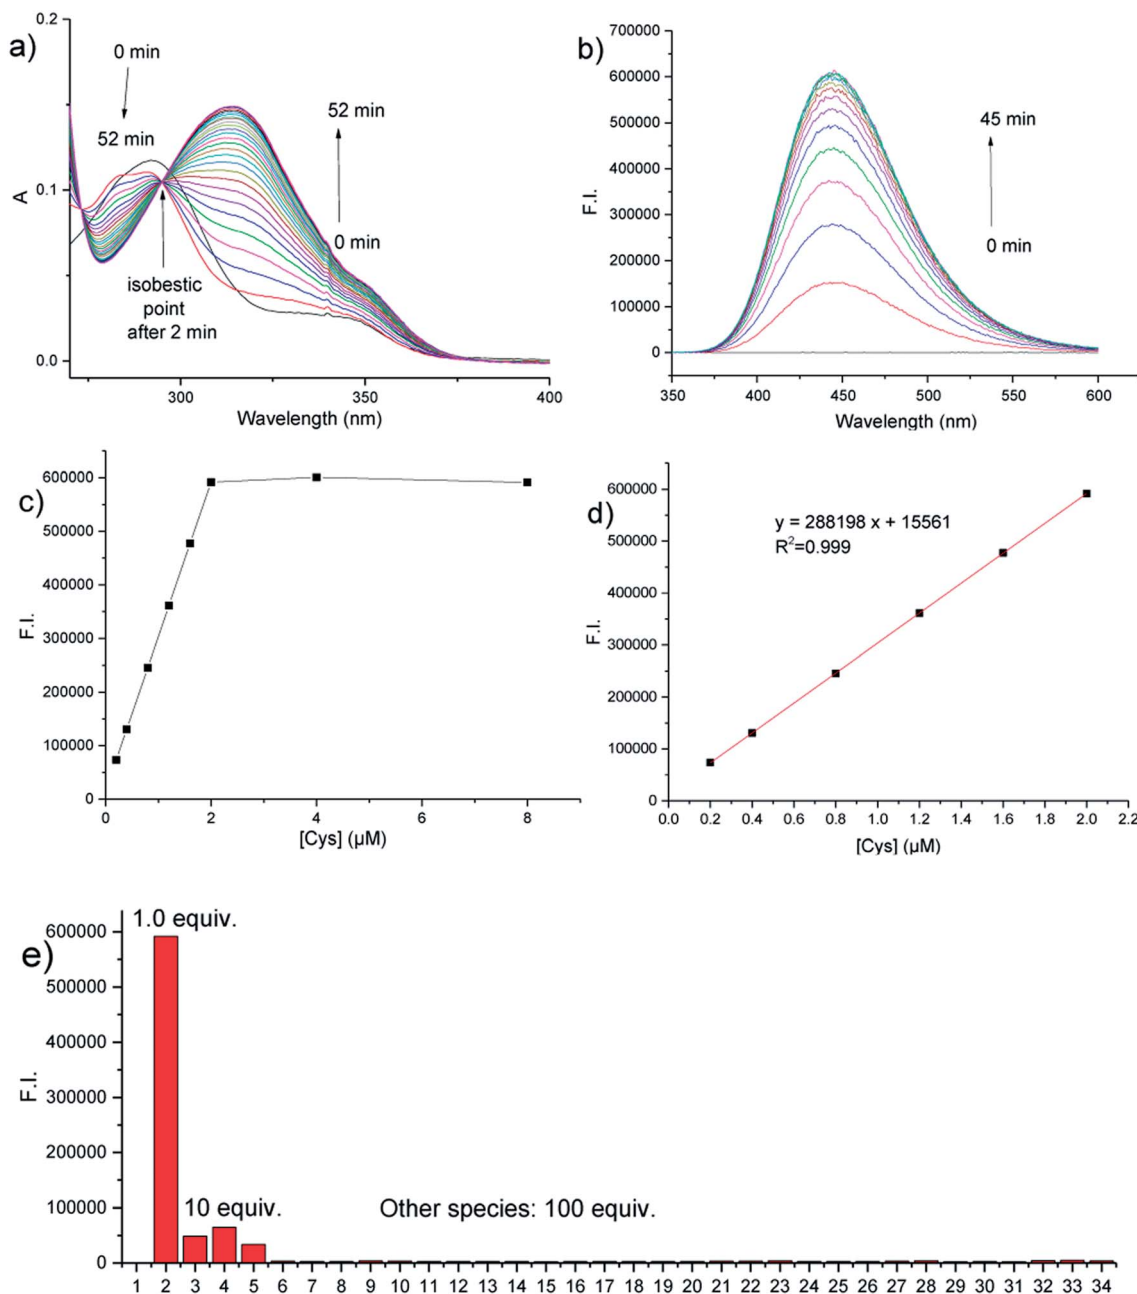 a)
0.2
0.1
0.0
A
0 min
52 min
52 min
0 min
isobestic
point
after 2 min
300 350 400
Wavelength (nm)
b)
700000
600000
500000
400000
300000
200000
100000
0
F.I.
45 min
0 min
350 400 450 500 550 600
Wavelength (nm)
c)
600000
500000
400000
300000
200000
100000
0
F.I.
0 2 4 6 8
[Cys] (µM)
d)
600000
500000
400000
300000
200000
100000
0
F.I.
y = 288198 x + 15561
R²=0.999
0.0 0.2 0.4 0.6 0.8 1.0 1.2 1.4 1.6 1.8 2.0 2.2
[Cys] (µM)
e)
600000
500000
400000
300000
200000
100000
0
F.I.
1.0 equiv.
10 equiv.
Other species: 100 equiv.
1 2 3 4 5 6 7 8 9 10 11 12 13 14 15 16 17 18 19 20 21 22 23 24 25 26 27 28 29 30 31 32 33 34